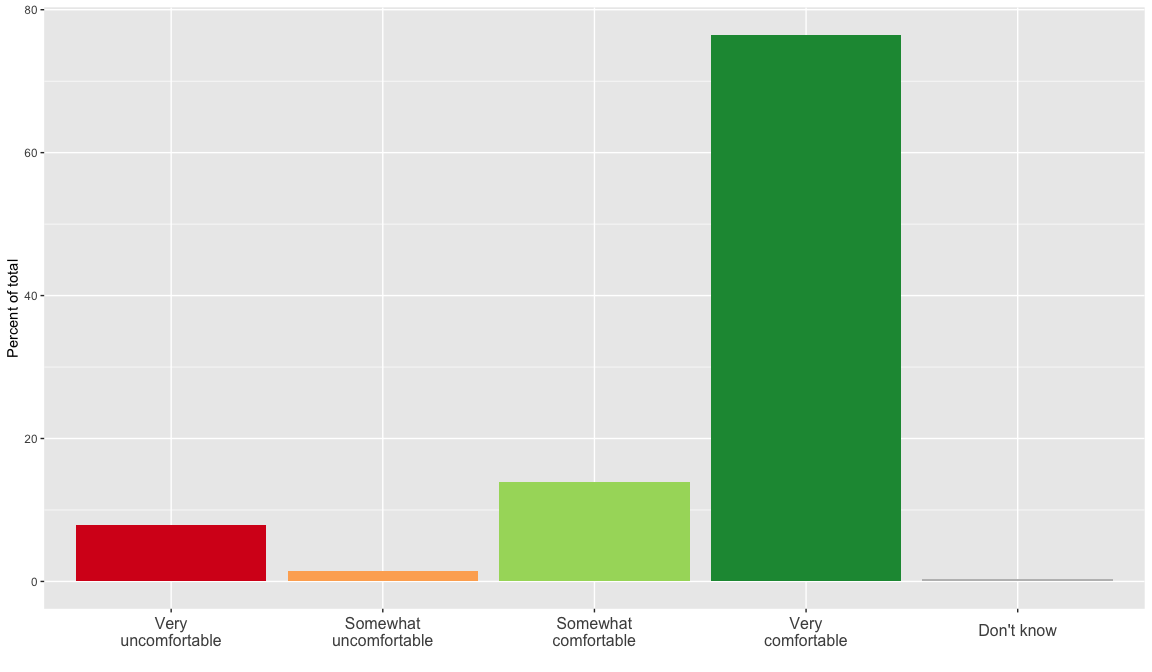 Percent of total
80
60
40
20
0
Very
uncomfortable
Somewhat
uncomfortable
Somewhat
comfortable
Very
comfortable
Don't know